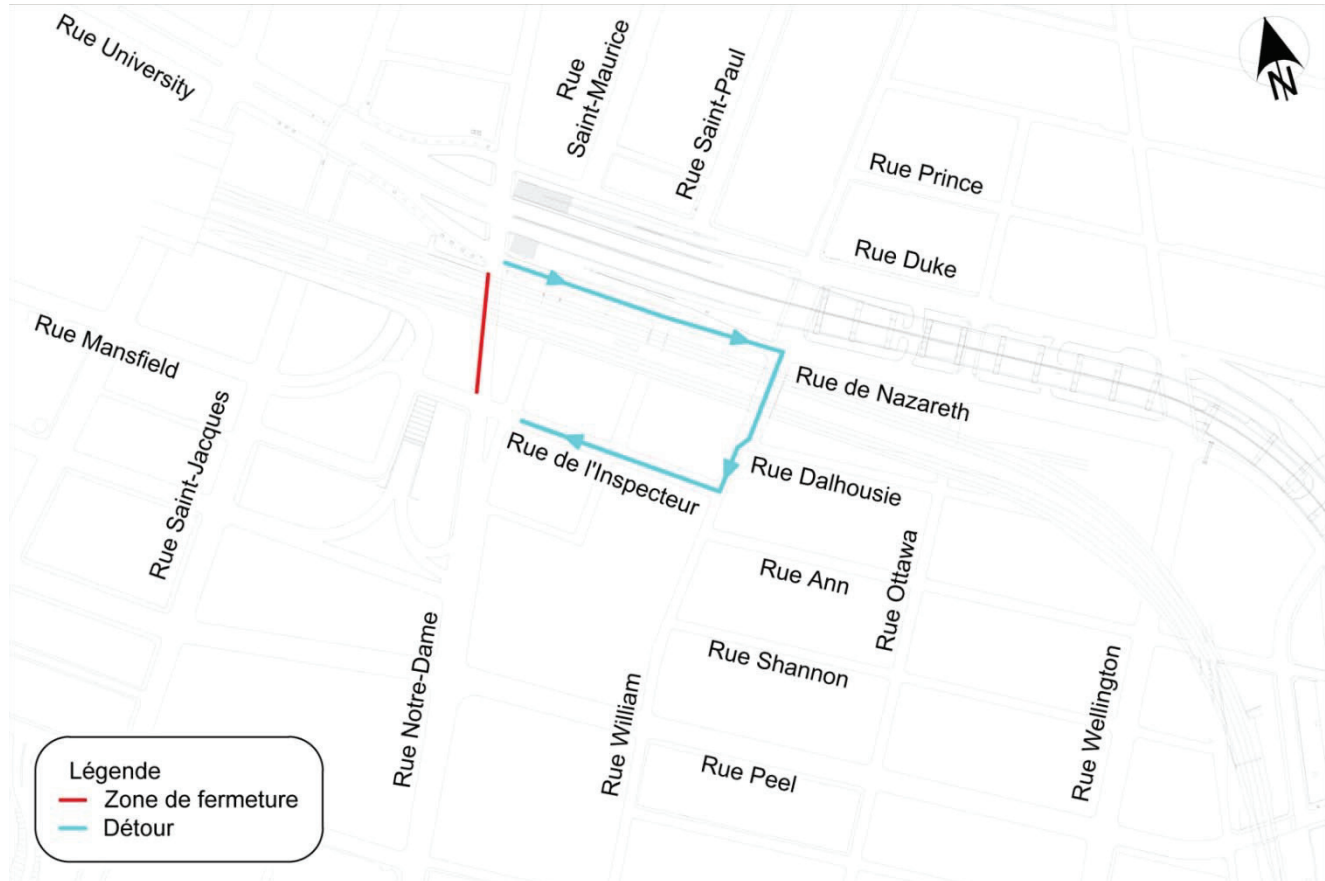 Rue University
Rue
Saint-Maurice
Rue Saint-Paul
N
Rue Prince
Rue Duke
Rue Mansfield
Rue Saint-Jacques
Rue de Nazareth
Rue de l'Inspecteur
Rue Dalhousie
Rue Ann
Rue Ottawa
Rue Shannon
Rue Notre-Dame
Rue William
Rue Peel
Rue Wellington
Légende
Zone de fermeture
Détour